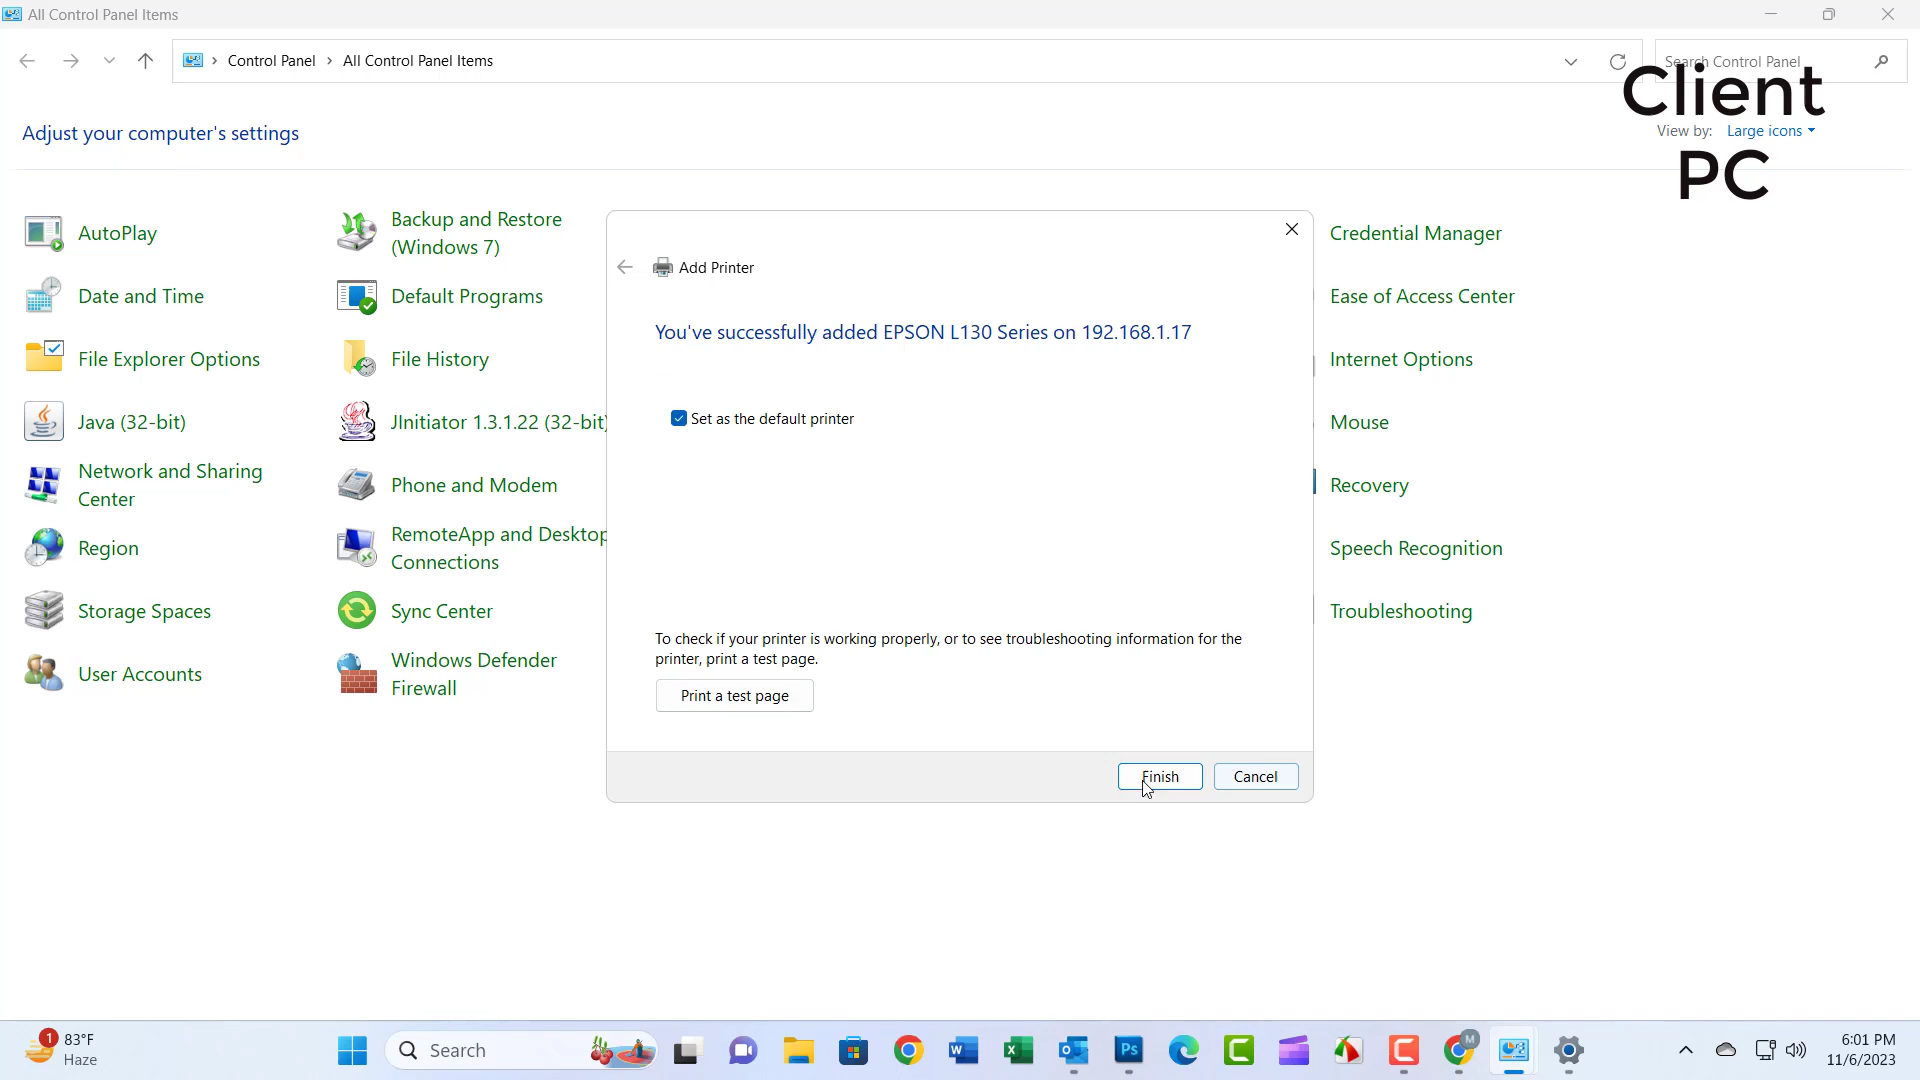 All Control Panel Items
Control Panel > All Control Panel Items
Search Control Panel
Client
PC
Adjust your computer's settings
View by: Large icons
AutoPlay
Backup and Restore
(Windows 7)
Credential Manager
Date and Time
Default Programs
Ease of Access Center
File Explorer Options
File History
Internet Options
Java (32-bit)
JInitiator 1.3.1.22 (32-bit)
Mouse
Network and Sharing
Center
Phone and Modem
Recovery
Region
RemoteApp and Desktop
Connections
Speech Recognition
Storage Spaces
Sync Center
Troubleshooting
User Accounts
Windows Defender
Firewall
Add Printer
You've successfully added EPSON L130 Series on 192.168.1.17
Set as the default printer
To check if your printer is working properly, or to see troubleshooting information for the
printer, print a test page.
Print a test page
Finish
Cancel
1
83°F
Haze
Search
W
X
Ps
M
6:01 PM
11/6/2023